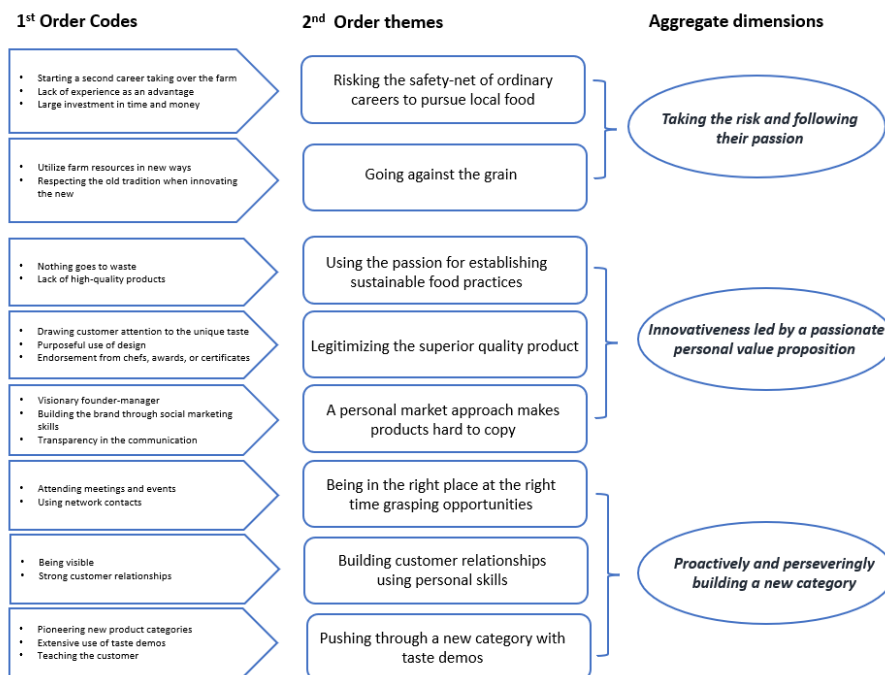 1st Order Codes
2nd Order themes
Aggregate dimensions
• Starting a second career taking over the farm
• Lack of experience as an advantage
• Large investment in time and money
Risking the safety-net of ordinary
careers to pursue local food
Taking the risk and following
their passion
• Utilize farm resources in new ways
• Respecting the old tradition when innovating
the new
Going against the grain
• Nothing goes to waste
• Lack of high-quality products
Using the passion for establishing
sustainable food practices
• Drawing customer attention to the unique taste
• Purposeful use of design
• Endorsement from chefs, awards, or certificates
Legitimizing the superior quality product
Innovativeness led by a passionate
personal value proposition
• Visionary founder-manager
• Building the brand through social marketing
skills
• Transparency in the communication
A personal market approach makes
products hard to copy
• Attending meetings and events
• Using network contacts
Being in the right place at the right
time grasping opportunities
• Being visible
• Strong customer relationships
Building customer relationships
using personal skills
Proactively and perseveringly
building a new category
• Pioneering new product categories
• Extensive use of taste demos
• Teaching the customer
Pushing through a new category with
taste demos